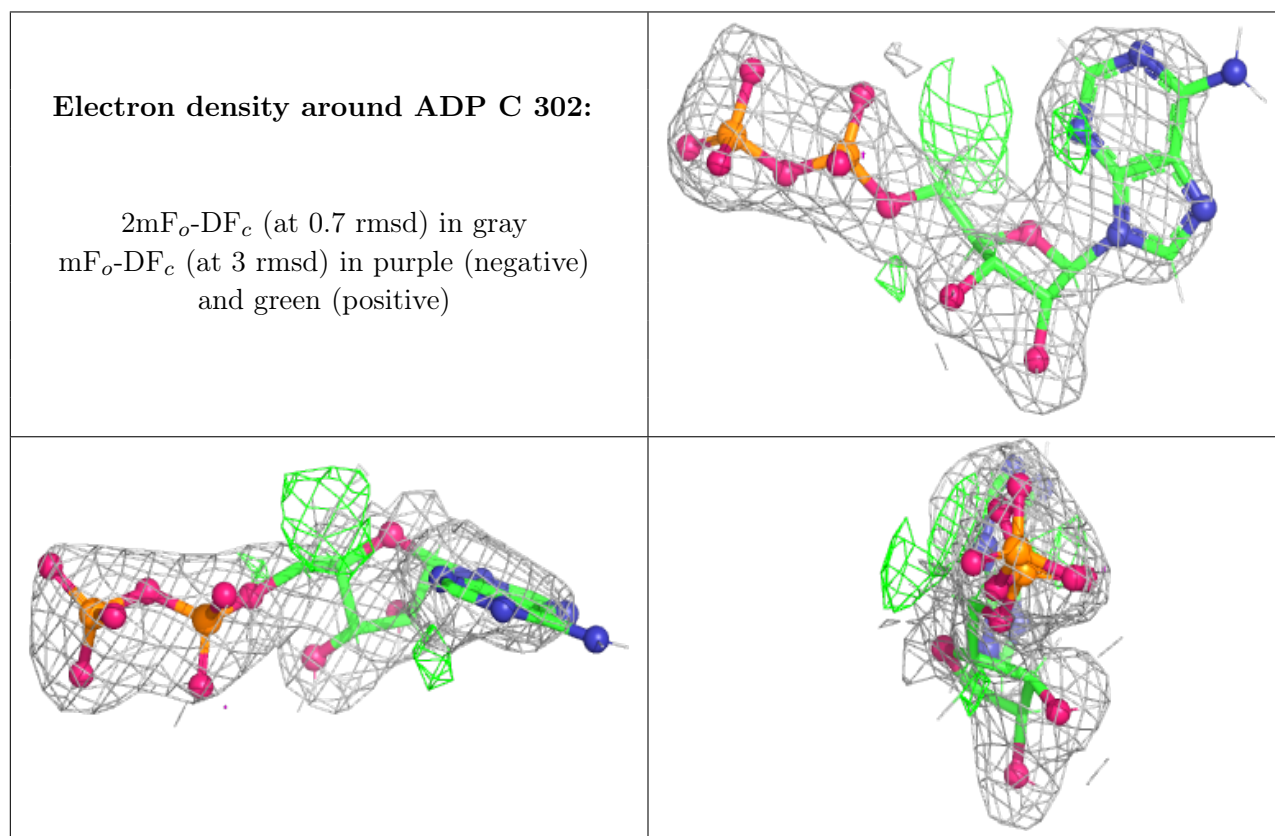 Electron density around ADP C 302:
2mFo-DFc (at 0.7 rmsd) in gray
mFo-DFc (at 3 rmsd) in purple (negative)
and green (positive)